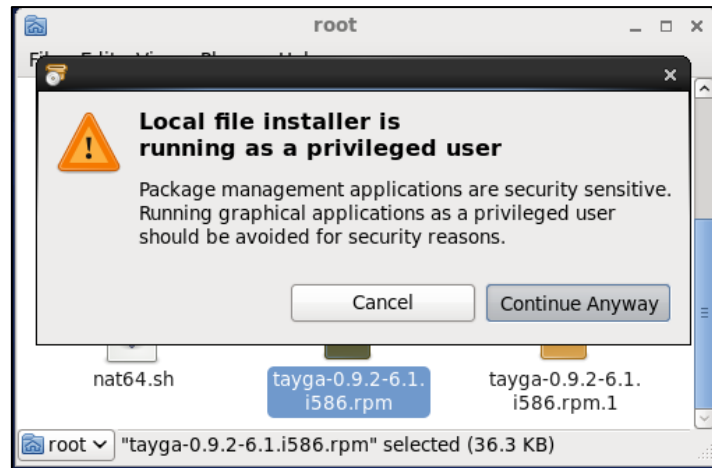 root
Local file installer is
running as a privileged user
Package management applications are security sensitive.
Running graphical applications as a privileged user
should be avoided for security reasons.
Cancel
Continue Anyway
nat64.sh
tayga-0.9.2-6.1.
i586.rpm
tayga-0.9.2-6.1.
i586.rpm.1
root
"tayga-0.9.2-6.1.i586.rpm" selected (36.3 KB)